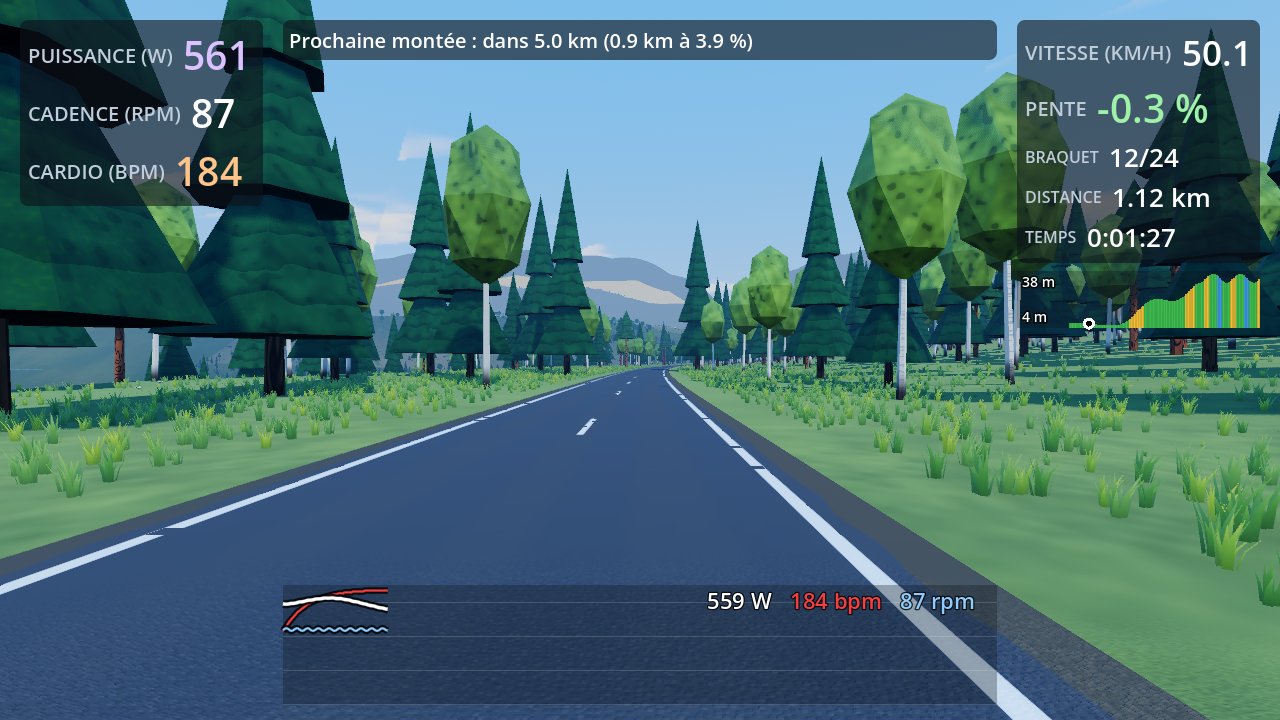 PUISSANCE (W) 561
CADENCE (RPM) 87
CARDIO (BPM) 184
Prochaine montée : dans 5.0 km (0.9 km à 3.9 %)
VITESSE (KM/H) 50.1
PENTE -0.3 %
BRAQUET 12/24
DISTANCE 1.12 km
TEMPS 0:01:27
38 m
4 m
559 W 184 bpm 87 rpm